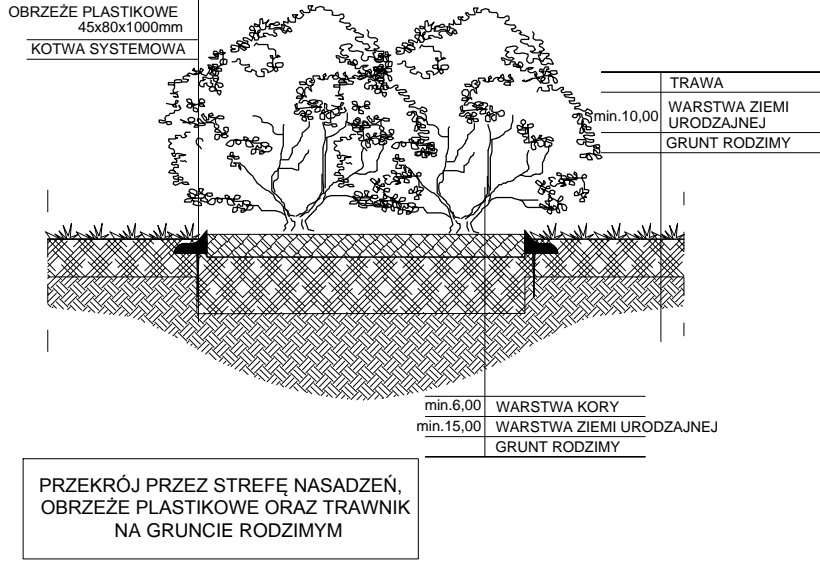 OBRZEŻE PLASTIKOWE
45x80x1000mm
KOTWA SYSTEMOWA
TRAWA
min.10,00 WARSTWA ZIEMI
URODZAJNEJ
GRUNT RODZIMY
min.6,00 WARSTWA KORY
min.15,00 WARSTWA ZIEMI URODZAJNEJ
GRUNT RODZIMY
PRZEKRÓJ PRZEZ STREFĘ NASADZEŃ,
OBRZEŻE PLASTIKOWE ORAZ TRAWNIK
NA GRUNCIE RODZIMYM